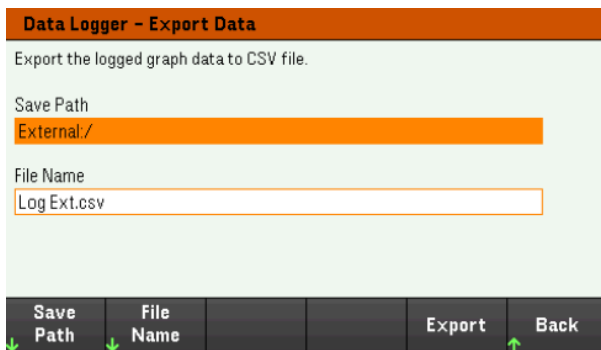 Data Logger - Export Data
Export the logged graph data to CSV file.
Save Path
External:/
File Name
Log Ext.csv
Save Path
File Name
Export
Back